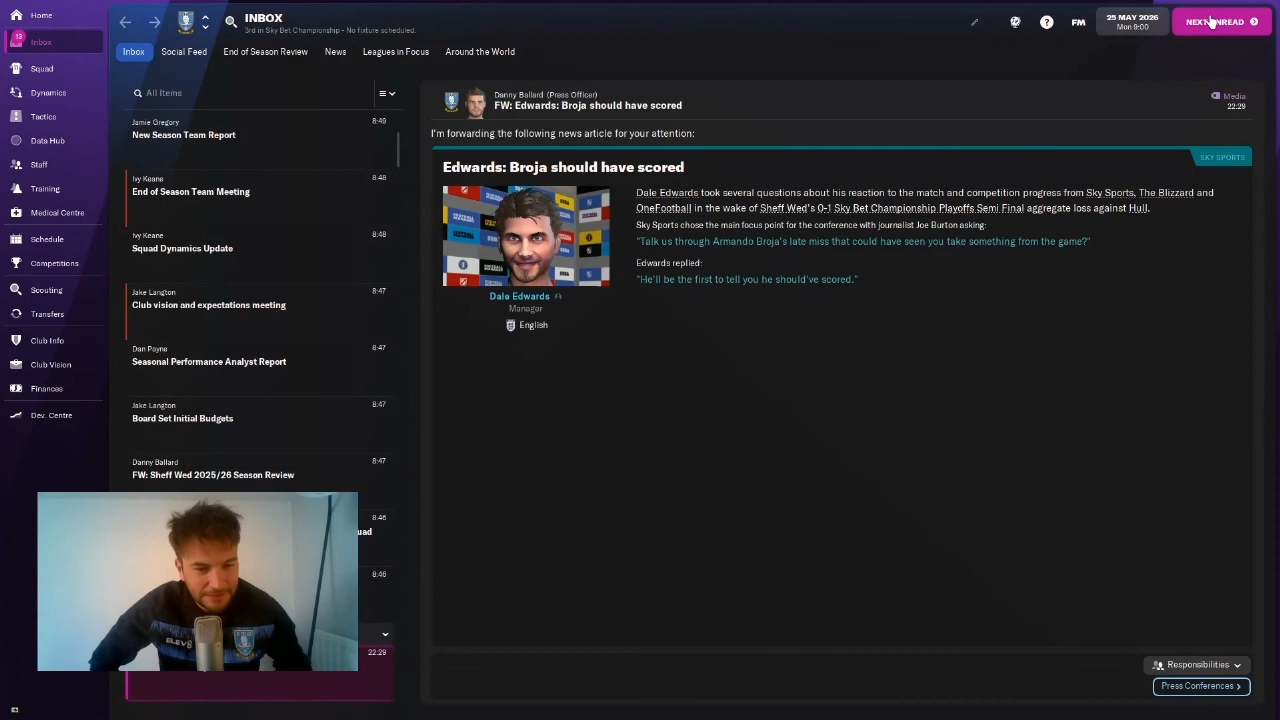 Home
INBOX
3rd in Sky Bet Championship - No fixture scheduled.
FM
25 MAY 2026
Mon 9:00
NEXT UNREAD
13
Inbox
Squad
Dynamics
Tactics
Data Hub
Staff
Training
Medical Centre
Schedule
Competitions
Scouting
Transfers
Club Info
Club Vision
Finances
Dev. Centre
Inbox
Social Feed
End of Season Review
News
Leagues in Focus
Around the World
All Items
Jamie Gregory
8:49
New Season Team Report
Ivy Keane
8:48
End of Season Team Meeting
Ivy Keane
8:48
Squad Dynamics Update
Jake Langton
8:47
Club vision and expectations meeting
Dan Payne
8:47
Seasonal Performance Analyst Report
Jake Langton
8:47
Board Set Initial Budgets
Danny Ballard
8:47
FW: Sheff Wed 2025/26 Season Review
8:46
8:46
22:29
ELEV8
Danny Ballard (Press Officer)
FW: Edwards: Broja should have scored
Media
22:29
I'm forwarding the following news article for your attention:
SKY SPORTS
Edwards: Broja should have scored
Dale Edwards
Manager
English
Dale Edwards took several questions about his reaction to the match and competition progress from Sky Sports, The Blizzard and
OneFootball in the wake of Sheff Wed's 0-1 Sky Bet Championship Playoffs Semi Final aggregate loss against Hull.
Sky Sports chose the main focus point for the conference with journalist Joe Burton asking:
"Talk us through Armando Broja's late miss that could have seen you take something from the game?"
Edwards replied:
"He'll be the first to tell you he should've scored."
Responsibilities
Press Conferences